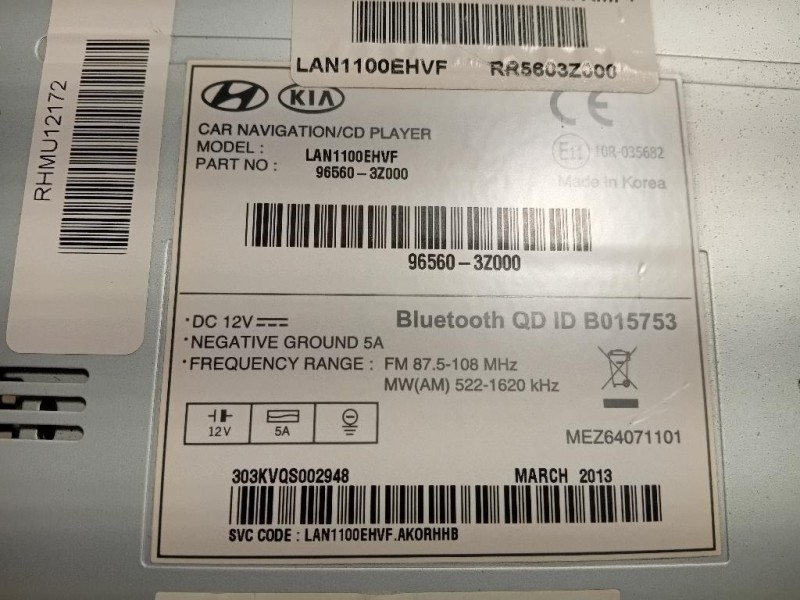 LAN1100EHVF RR5603Z000
RHMU12172
KIA
CE
CAR NAVIGATION/CD PLAYER
MODEL : LAN1100EHVF
PART NO : 96560-3Z000
E11 10R-035682
Made in Korea
96560-3Z000
·DC 12V
Bluetooth QD ID B015753
·NEGATIVE GROUND 5A
·FREQUENCY RANGE : FM 87.5-108 MHz
MW(AM) 522-1620 kHz
12V 5A
MEZ64071101
303KVQS002948 MARCH 2013
SVC CODE : LAN1100EHVF.AKORHHB